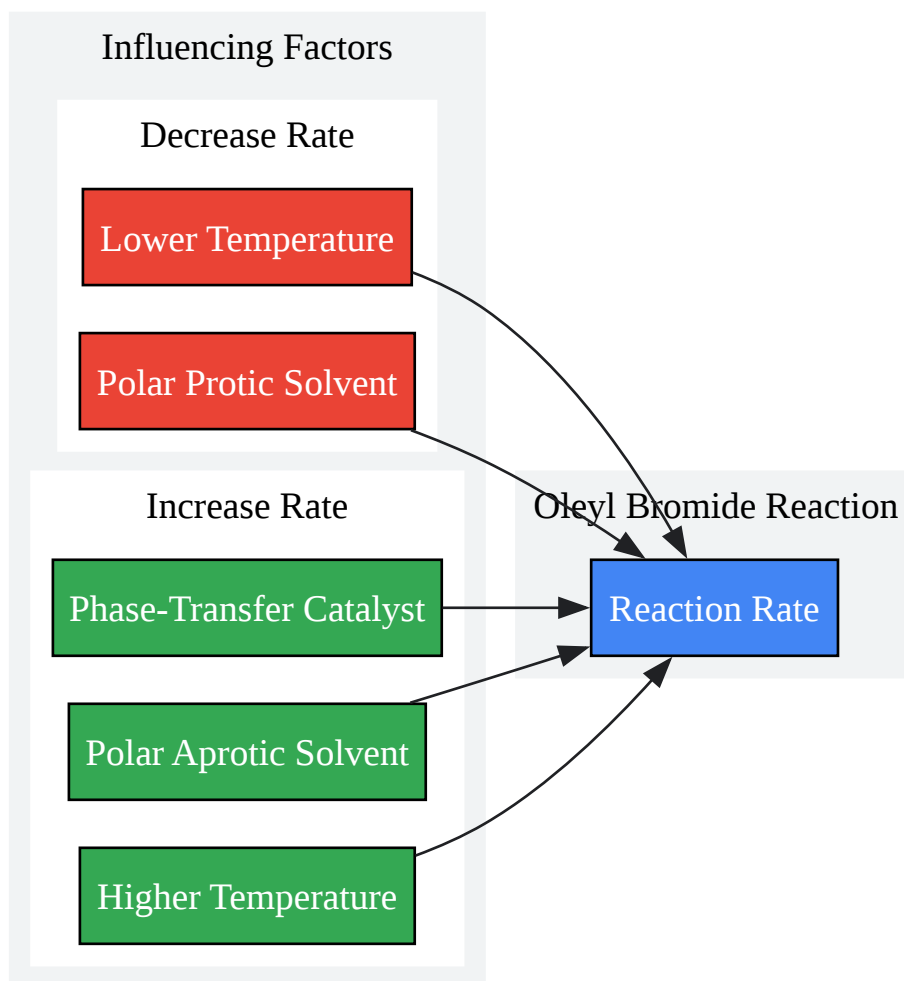 Influencing Factors
Decrease Rate
Lower Temperature
Polar Protic Solvent
Increase Rate
Phase-Transfer Catalyst
Polar Aprotic Solvent
Higher Temperature
Oleyl Bromide Reaction
Reaction Rate